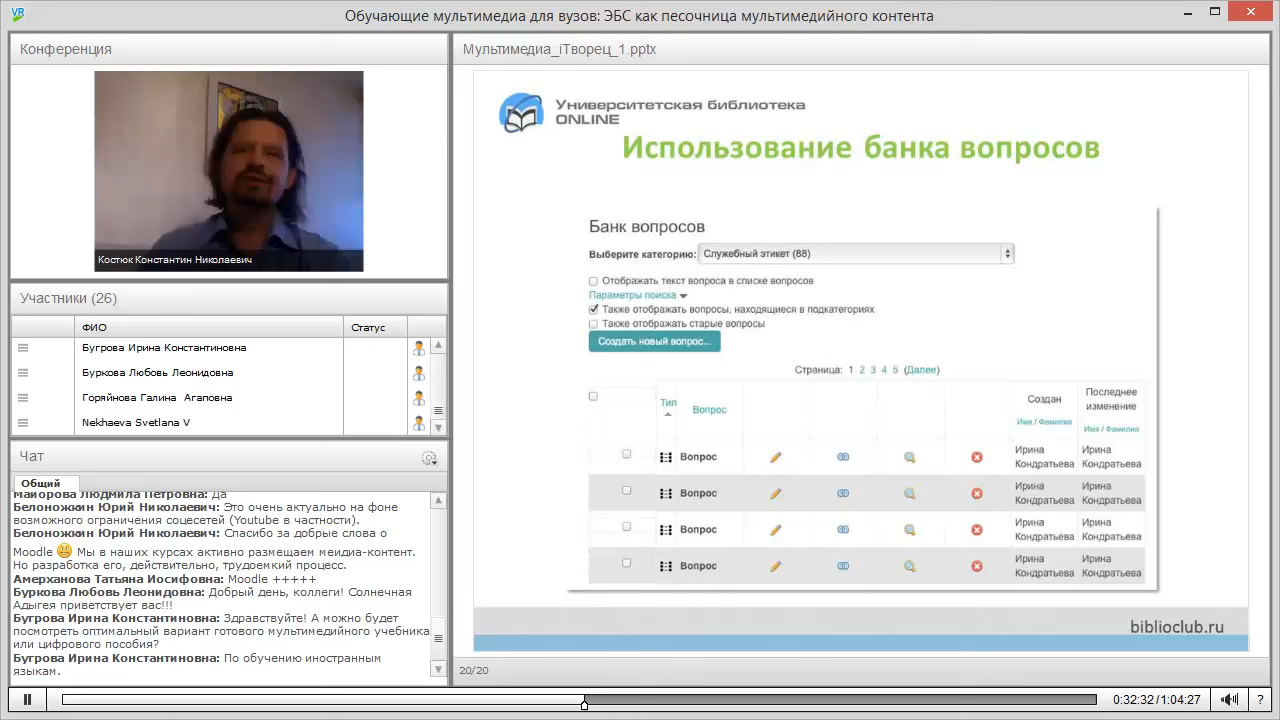 VR
Обучающие мультимедиа для вузов: ЭБС как песочница мультимедийного контента
Конференция
Костюк Константин Николаевич
Участники (26)
ФИО Статус
Бугрова Ирина Константиновна
Буркова Любовь Леонидовна
Горяйнова Галина Агаповна
Nekhaeva Svetlana V
Чат
Общий
Майорова Людмила Петровна: Да
Белоножкин Юрий Николаевич: Это очень актуально на фоне
возможного ограничения соцсетей (Youtube в частности).
Белоножкин Юрий Николаевич: Спасибо за добрые слова о
Moodle Мы в наших курсах активно размещаем меидиа-контент.
Но разработка его, действительно, трудоемкий процесс.
Амерханова Татьяна Иосифовна: Moodle +++++
Буркова Любовь Леонидовна: Добрый день, коллеги! Солнечная
Адыгея приветствует вас!!!
Бугрова Ирина Константиновна: Здравствуйте! А можно будет
посмотреть оптимальный вариант готового мультимедийного учебника
или цифрового пособия?
Бугрова Ирина Константиновна: По обучению иностранным
языкам.
Мультимедиа_iТворец_1.pptx
Университетская библиотека
ONLINE
Использование банка вопросов
Банк вопросов
Выберите категорию: Служебный этикет (88)
Отображать текст вопроса в списке вопросов
Параметры поиска
Также отображать вопросы, находящиеся в подкатегориях
Также отображать старые вопросы
Создать новый вопрос...
Страница: 1 2 3 4 5 (Далее)
Тип Вопрос Создан Последнее
изменение
Имя / Фамилия Имя / Фамилия
Вопрос Ирина Ирина
Кондратьева Кондратьева
Вопрос Ирина Ирина
Кондратьева Кондратьева
Вопрос Ирина Ирина
Кондратьева Кондратьева
Вопрос Ирина Ирина
Кондратьева Кондратьева
biblioclub.ru
20/20
0:32:32/1:04:27 ?